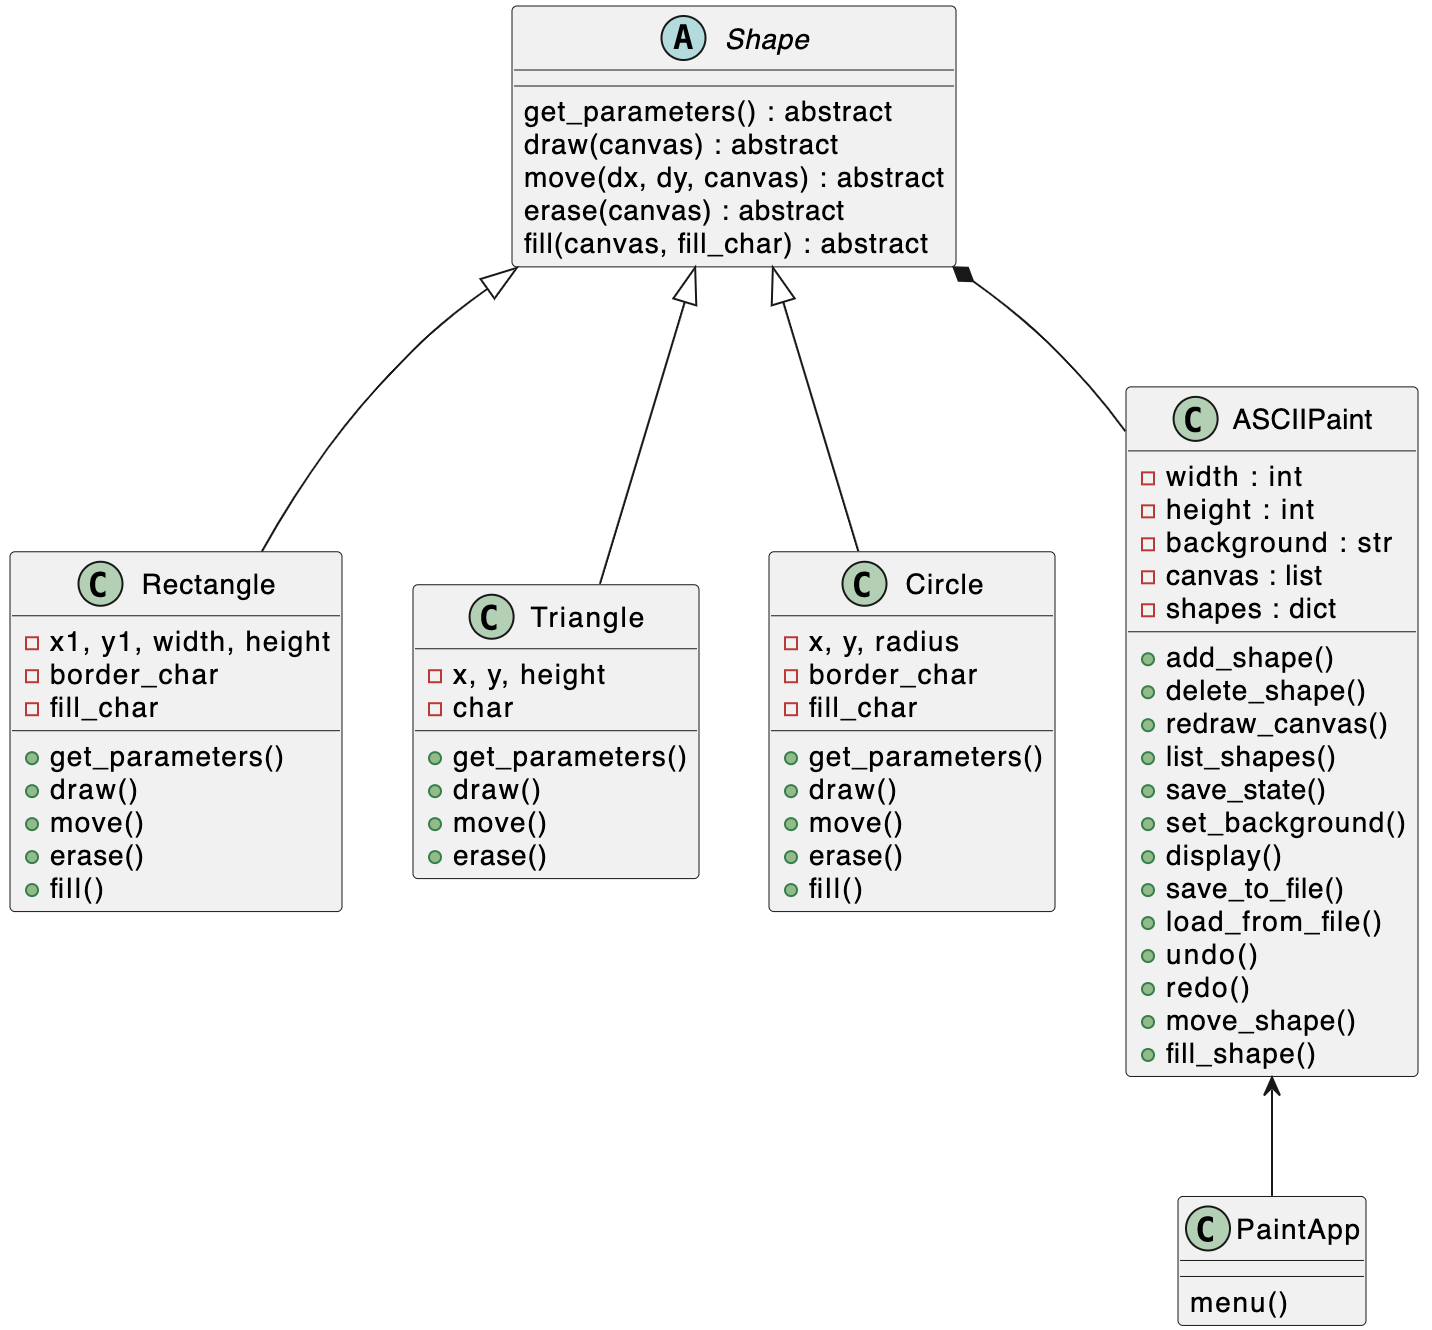 A Shape
get_parameters() : abstract
draw(canvas) : abstract
move(dx, dy, canvas) : abstract
erase(canvas) : abstract
fill(canvas, fill_char) : abstract
C Rectangle
x1, y1, width, height
border_char
fill_char
get_parameters()
draw()
move()
erase()
fill()
C Triangle
x, y, height
char
get_parameters()
draw()
move()
erase()
C Circle
x, y, radius
border_char
fill_char
get_parameters()
draw()
move()
erase()
fill()
C ASCIIPaint
width : int
height : int
background : str
canvas : list
shapes : dict
add_shape()
delete_shape()
redraw_canvas()
list_shapes()
save_state()
set_background()
display()
save_to_file()
load_from_file()
undo()
redo()
move_shape()
fill_shape()
C PaintApp
menu()